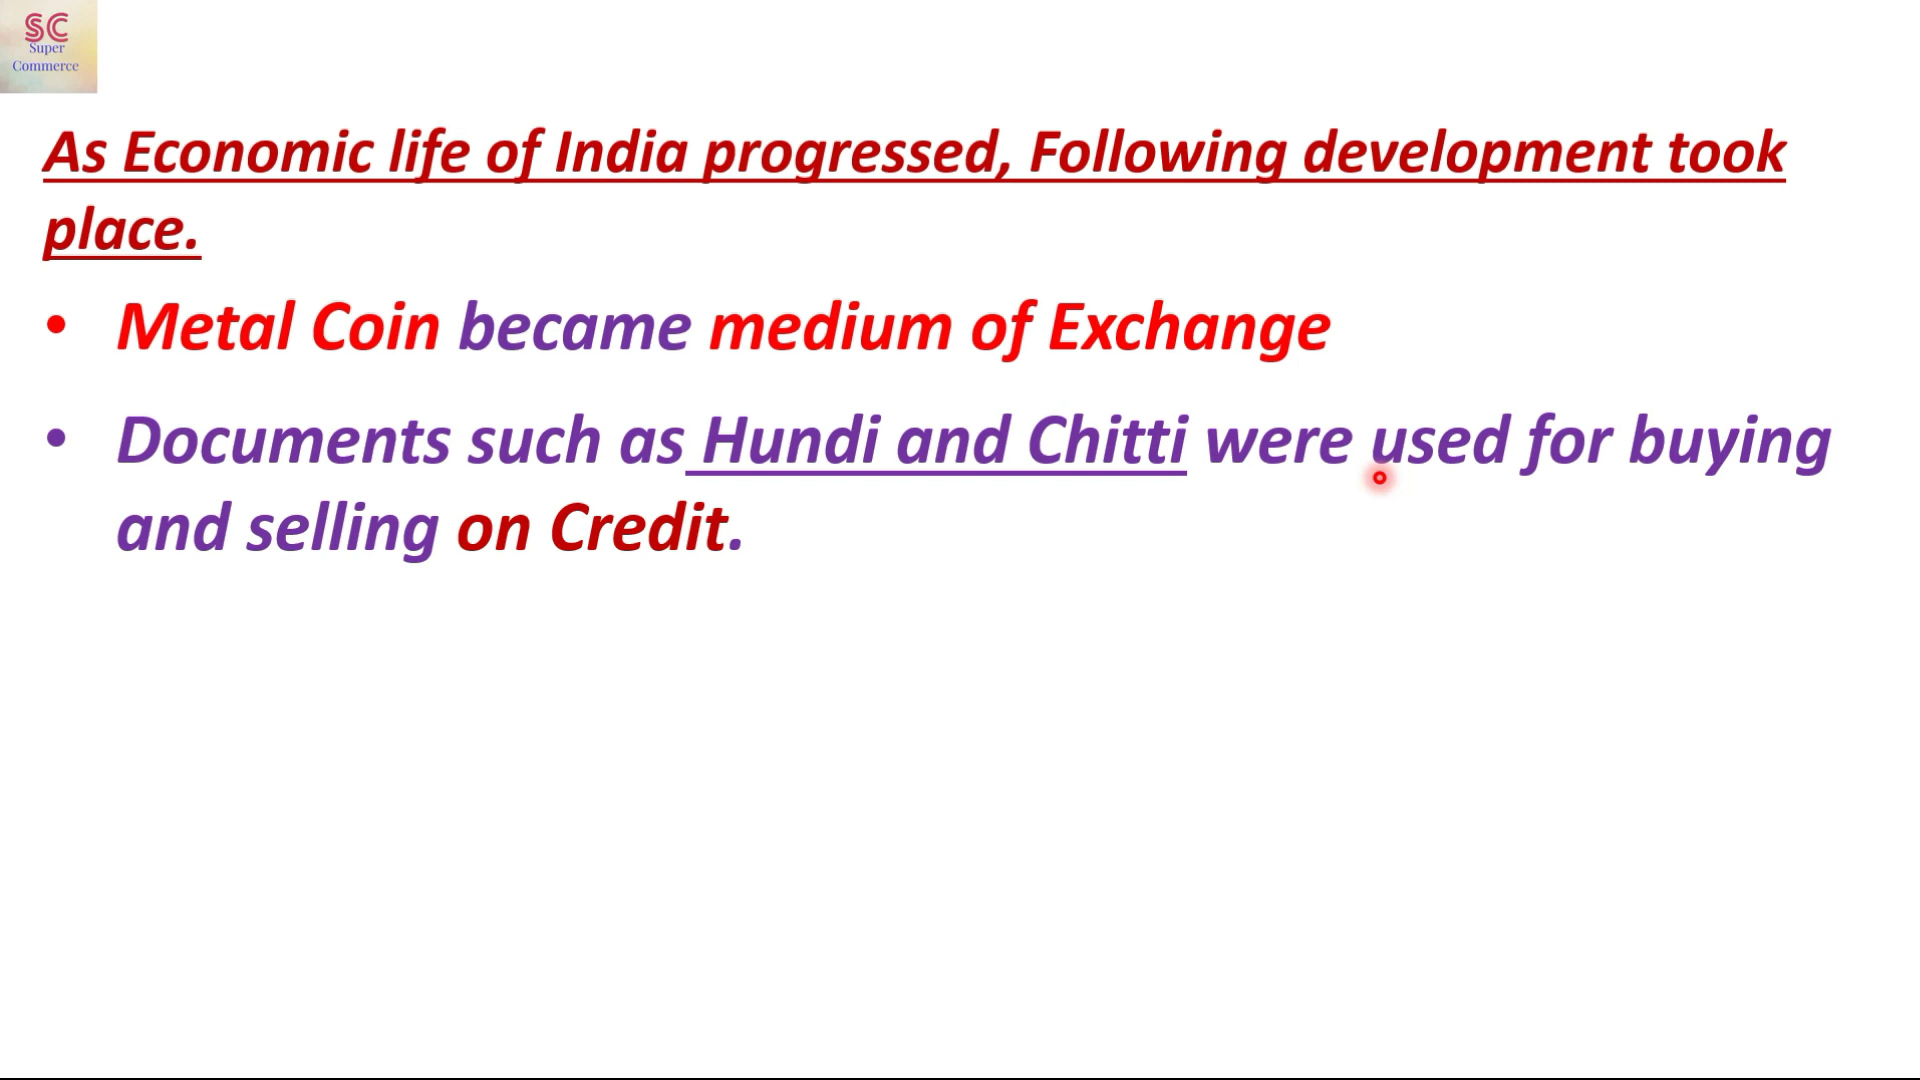 SC
Super
Commerce
As Economic life of India progressed, Following development took
place.
• Metal Coin became medium of Exchange
• Documents such as Hundi and Chitti were used for buying
and selling on Credit.